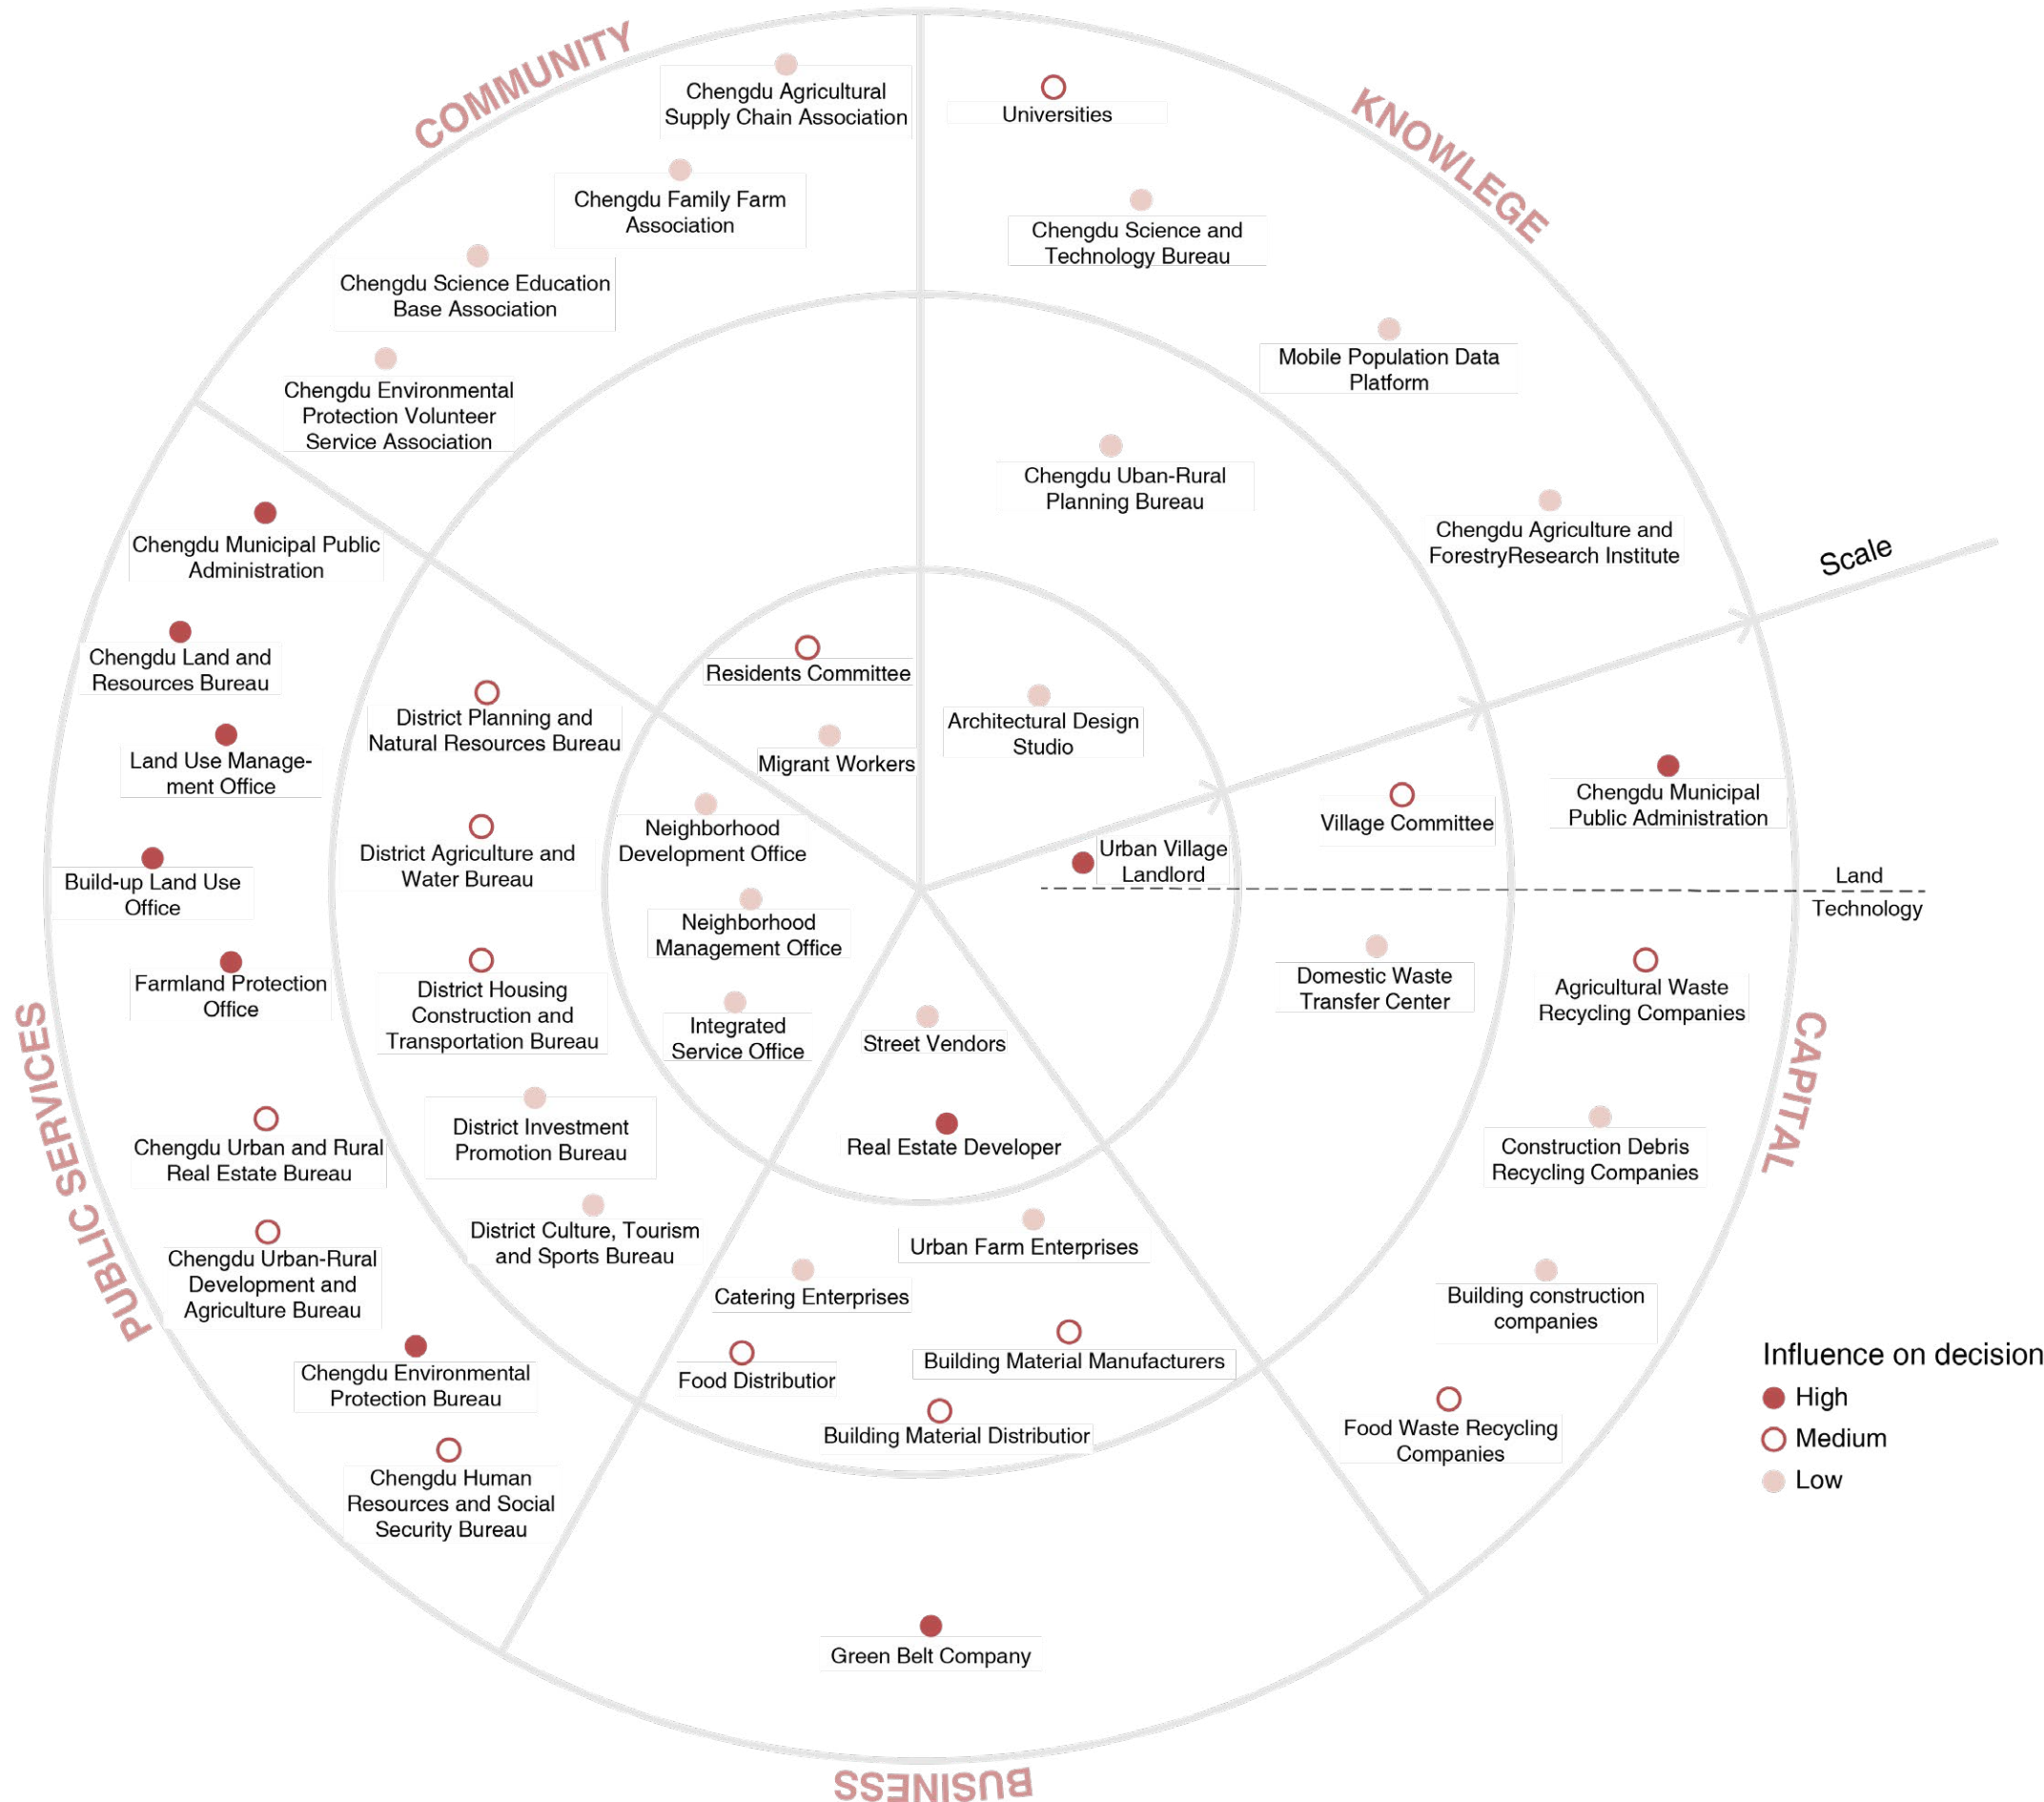 COMMUNITY
KNOWLEGE
PUBLIC SERVICES
CAPITAL
BUSINESS
Chengdu Agricultural
Supply Chain Association
Chengdu Family Farm
Association
Chengdu Science Education
Base Association
Chengdu Environmental
Protection Volunteer
Service Association
Residents Committee
Migrant Workers
Universities
Chengdu Science and
Technology Bureau
Mobile Population Data
Platform
Chengdu Uban-Rural
Planning Bureau
Chengdu Agriculture and
ForestryResearch Institute
Architectural Design
Studio
Scale
Chengdu Municipal Public
Administration
Chengdu Land and
Resources Bureau
Land Use Manage-
ment Office
Build-up Land Use
Office
Farmland Protection
Office
Chengdu Urban and Rural
Real Estate Bureau
Chengdu Urban-Rural
Development and
Agriculture Bureau
Chengdu Environmental
Protection Bureau
Chengdu Human
Resources and Social
Security Bureau
District Planning and
Natural Resources Bureau
District Agriculture and
Water Bureau
District Housing
Construction and
Transportation Bureau
District Investment
Promotion Bureau
District Culture, Tourism
and Sports Bureau
Neighborhood
Development Office
Neighborhood
Management Office
Integrated
Service Office
Urban Village
Landlord
Village Committee
Chengdu Municipal
Public Administration
Land
Technology
Domestic Waste
Transfer Center
Agricultural Waste
Recycling Companies
Construction Debris
Recycling Companies
Building construction
companies
Food Waste Recycling
Companies
Street Vendors
Real Estate Developer
Urban Farm Enterprises
Catering Enterprises
Building Material Manufacturers
Food Distributior
Building Material Distributior
Green Belt Company
Influence on decision
High
Medium
Low